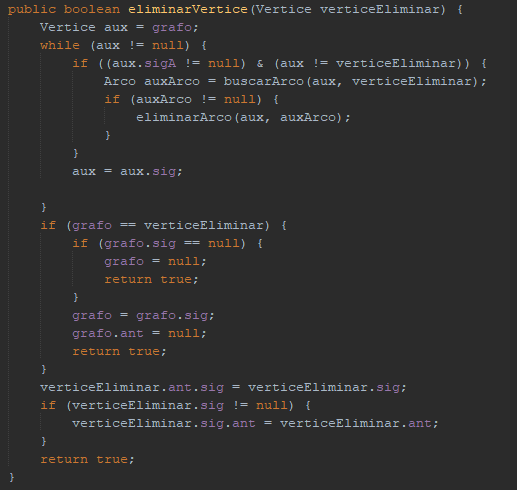 public boolean eliminarVertice(Vertice verticeEliminar) {
    Vertice aux = grafo;
    while (aux != null) {
        if ((aux.sigA != null) & (aux != verticeEliminar)) {
            Arco auxArco = buscarArco(aux, verticeEliminar);
            if (auxArco != null) {
                eliminarArco(aux, auxArco);
            }
        }
        aux = aux.sig;

    }
    if (grafo == verticeEliminar) {
        if (grafo.sig == null) {
            grafo = null;
            return true;
        }
        grafo = grafo.sig;
        grafo.ant = null;
        return true;
    }
    verticeEliminar.ant.sig = verticeEliminar.sig;
    if (verticeEliminar.sig != null) {
        verticeEliminar.sig.ant = verticeEliminar.ant;
    }
    return true;
}